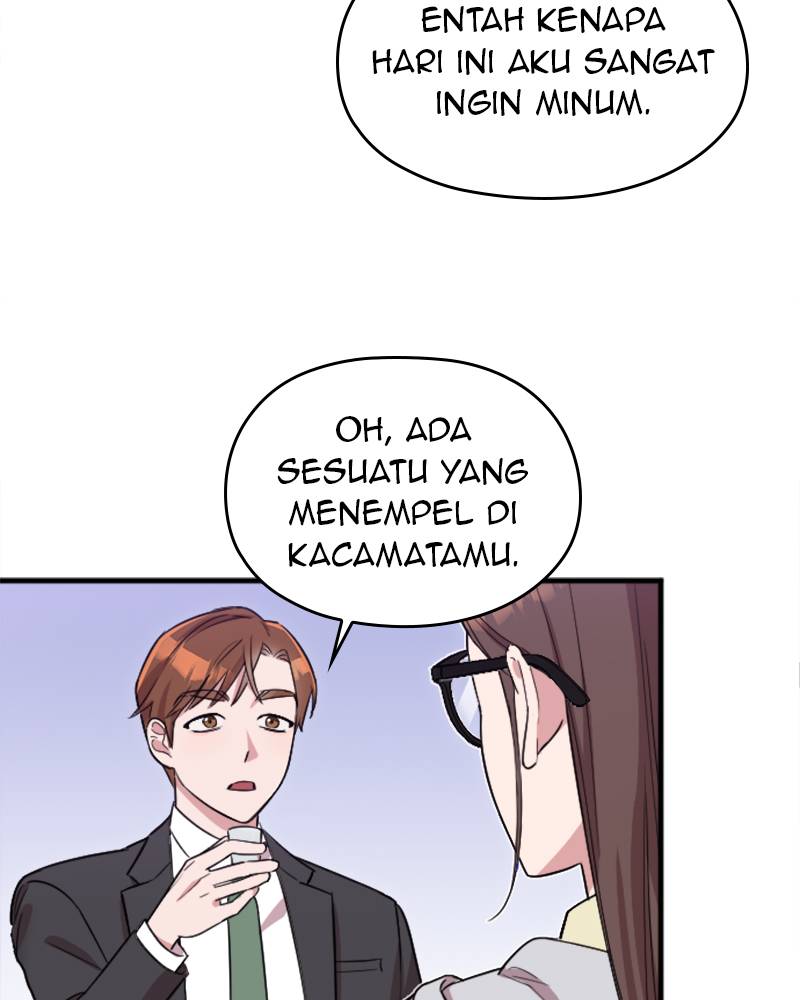 ENTAH KENAPA
HARI INI AKU SANGAT
INGIN MINUM.
OH, ADA
SESUATU YANG
MENEMPEL DI
KACAMATAMU.